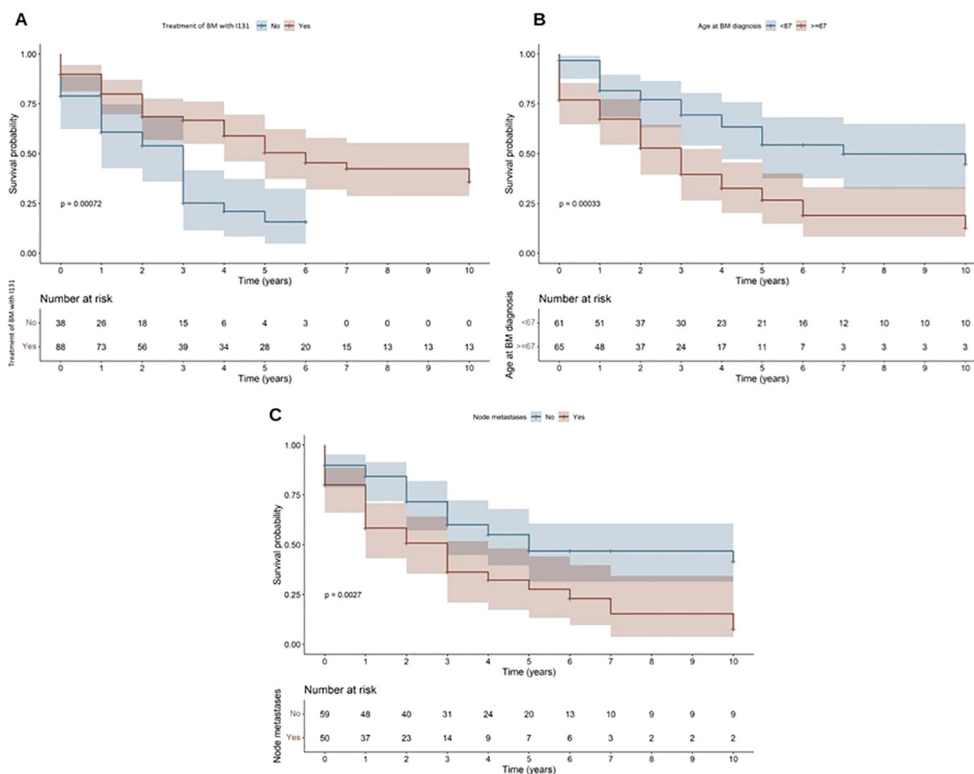 A
Treatment of BM with I131 No Yes
Survival probability
1.00
0.75
0.50
0.25
0.00
p = 0.00072
0 1 2 3 4 5 6 7 8 9 10
Time (years)
Number at risk
Treatment of BM with I131
No 38 26 18 15 6 4 3 0 0 0 0
Yes 88 73 56 39 34 28 20 15 13 13 13
0 1 2 3 4 5 6 7 8 9 10
Time (years)
B
Age at BM diagnosis <67 >=67
Survival probability
1.00
0.75
0.50
0.25
0.00
p = 0.00033
0 1 2 3 4 5 6 7 8 9 10
Time (years)
Number at risk
Age at BM diagnosis
<67 61 51 37 30 23 21 16 12 10 10 10
>=67 65 48 37 24 17 11 7 3 3 3 3
0 1 2 3 4 5 6 7 8 9 10
Time (years)
C
Node metastases No Yes
Survival probability
1.00
0.75
0.50
0.25
0.00
p = 0.0027
0 1 2 3 4 5 6 7 8 9 10
Time (years)
Number at risk
Node metastases
No 59 48 40 31 24 20 13 10 9 9 9
Yes 50 37 23 14 9 7 6 3 2 2 2
0 1 2 3 4 5 6 7 8 9 10
Time (years)